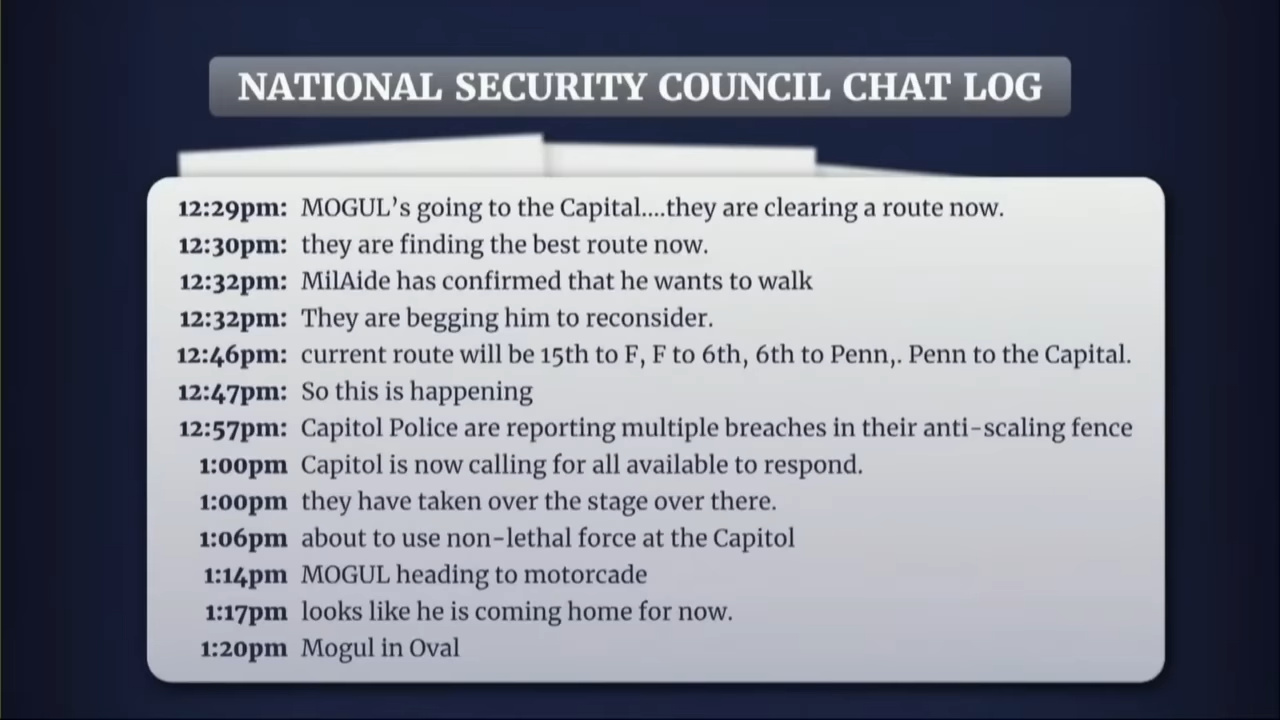 NATIONAL SECURITY COUNCIL CHAT LOG
12:29pm: MOGUL's going to the Capital....they are clearing a route now.
12:30pm: they are finding the best route now.
12:32pm: MilAide has confirmed that he wants to walk
12:32pm: They are begging him to reconsider.
12:46pm: current route will be 15th to F, F to 6th, 6th to Penn,. Penn to the Capital.
12:47pm: So this is happening
12:57pm: Capitol Police are reporting multiple breaches in their anti-scaling fence
1:00pm Capitol is now calling for all available to respond.
1:00pm they have taken over the stage over there.
1:06pm about to use non-lethal force at the Capitol
1:14pm MOGUL heading to motorcade
1:17pm looks like he is coming home for now.
1:20pm Mogul in Oval